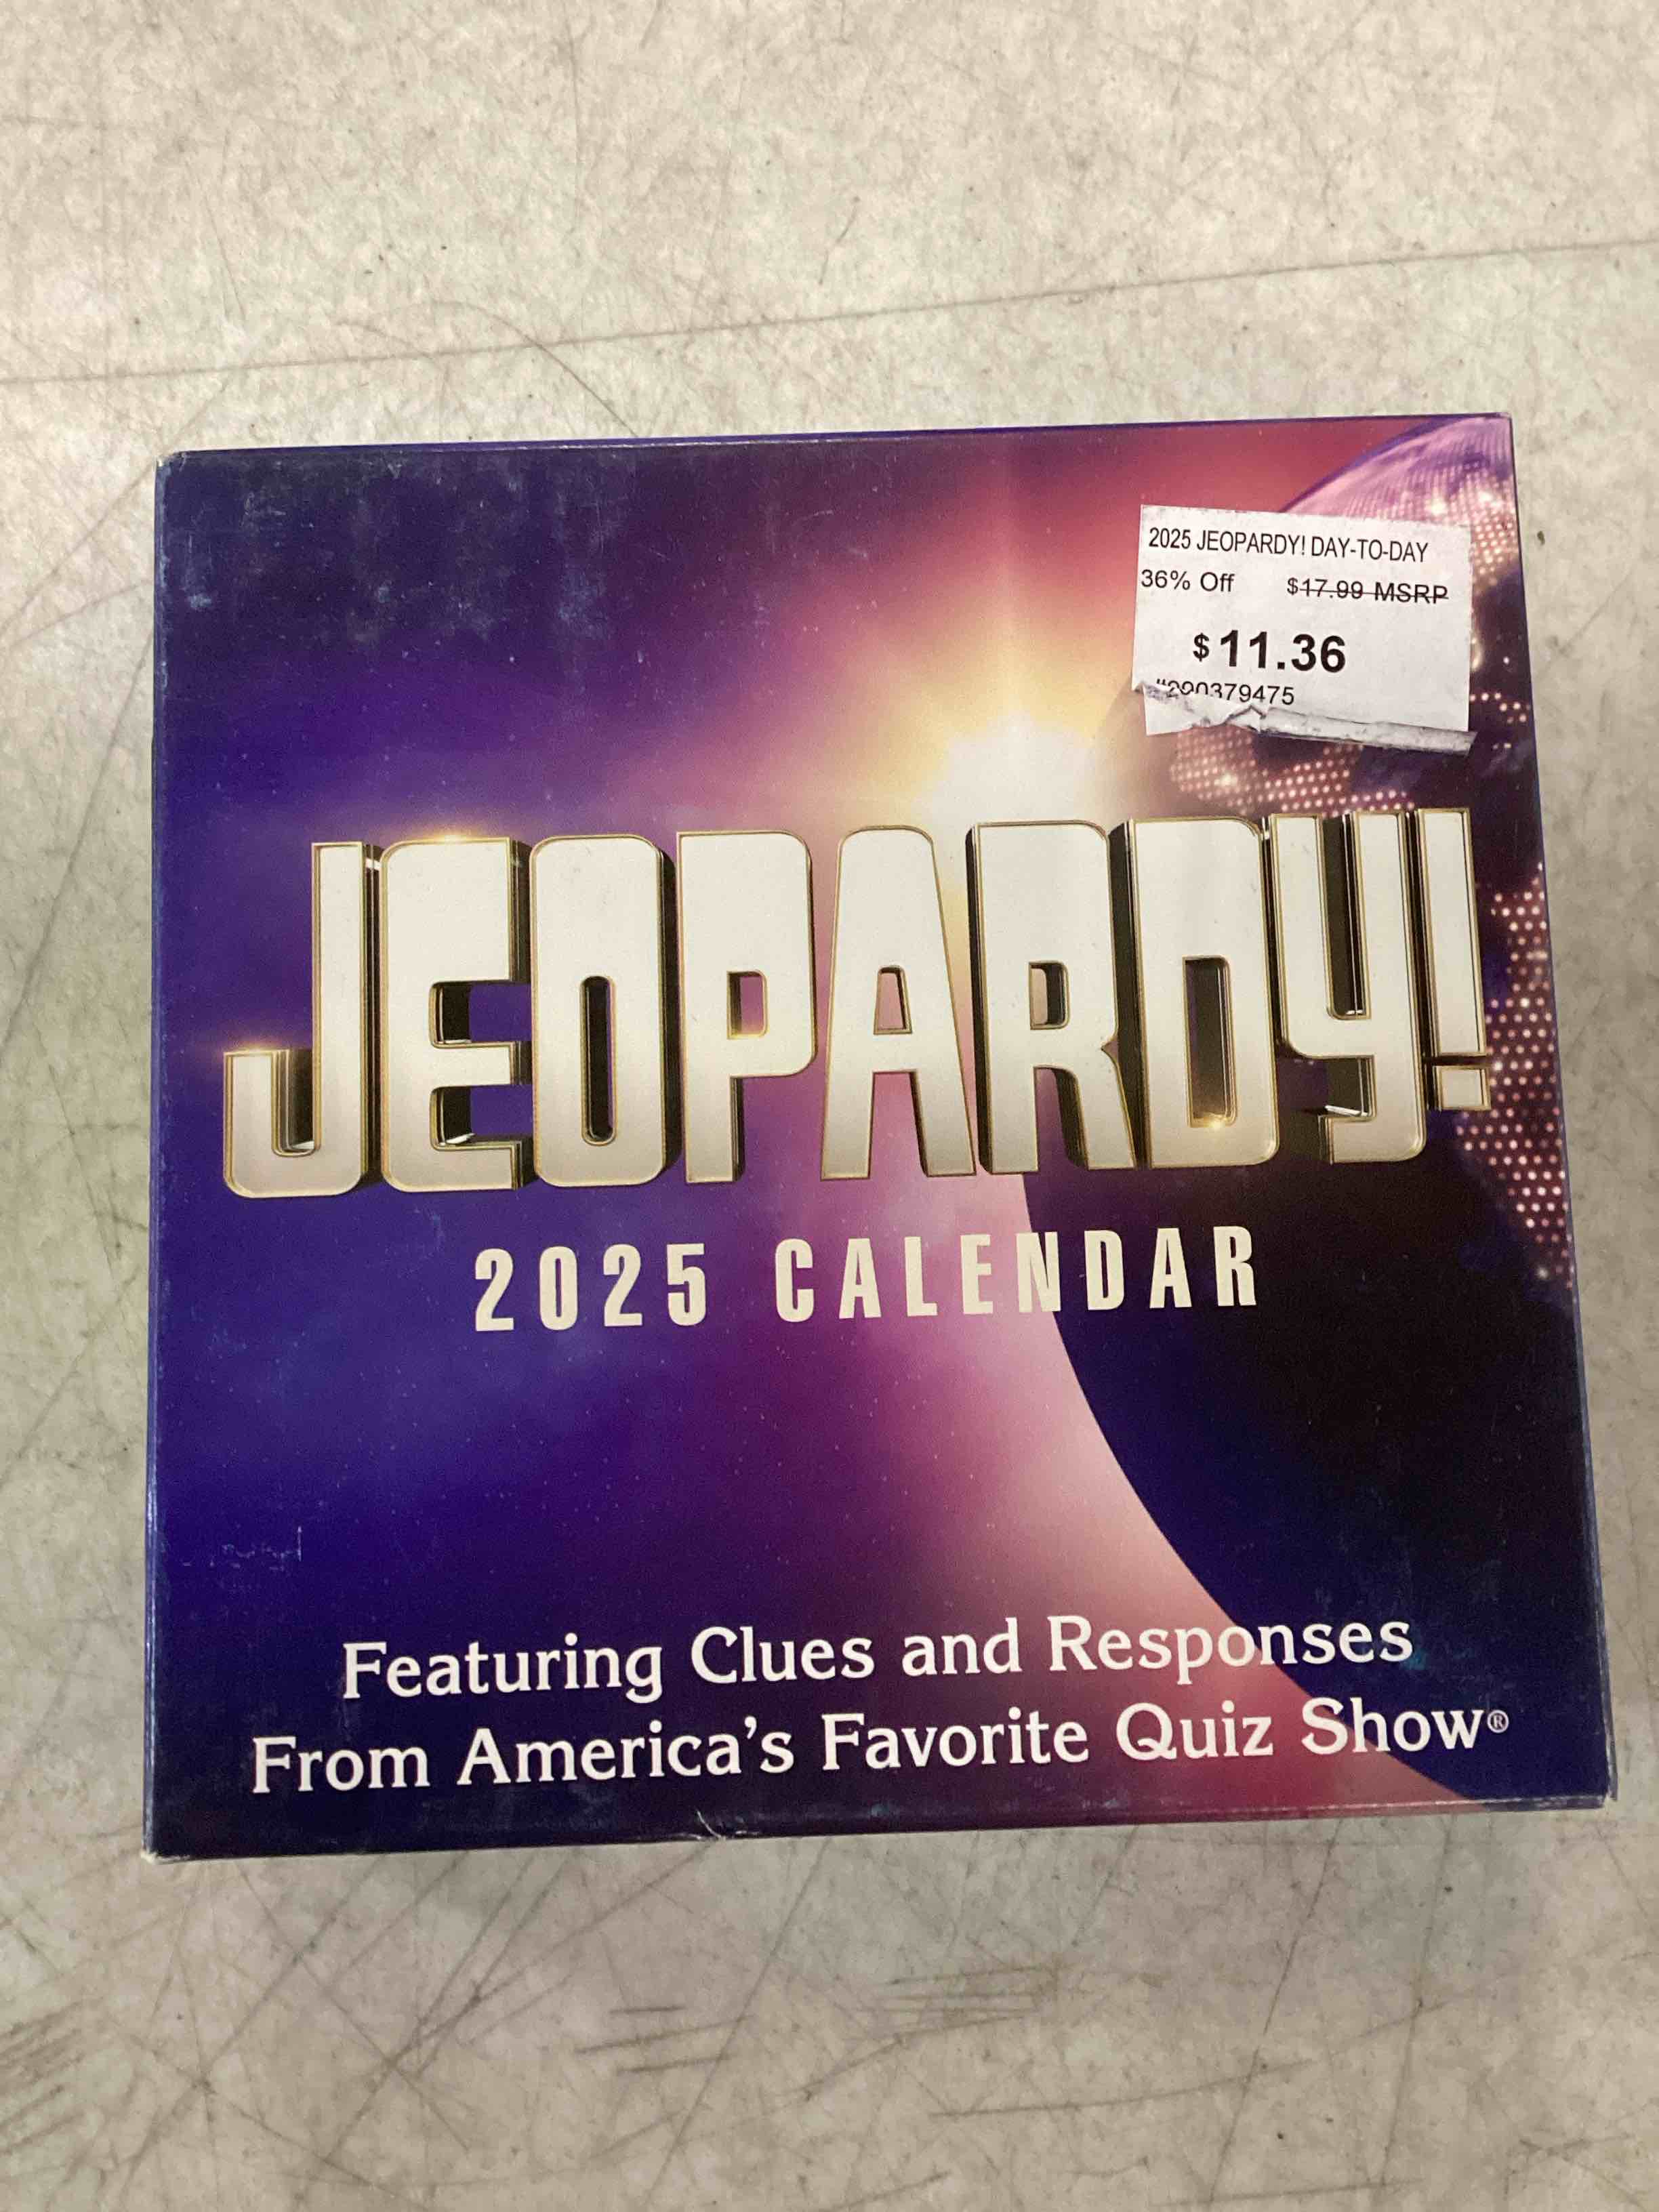 2025 JEOPARDY! DAY-TO-DAY
36% Off $17.99 MSRP
$11.36
JEOPARDY!
2025 CALENDAR
Featuring Clues and Responses
From America's Favorite Quiz Show®